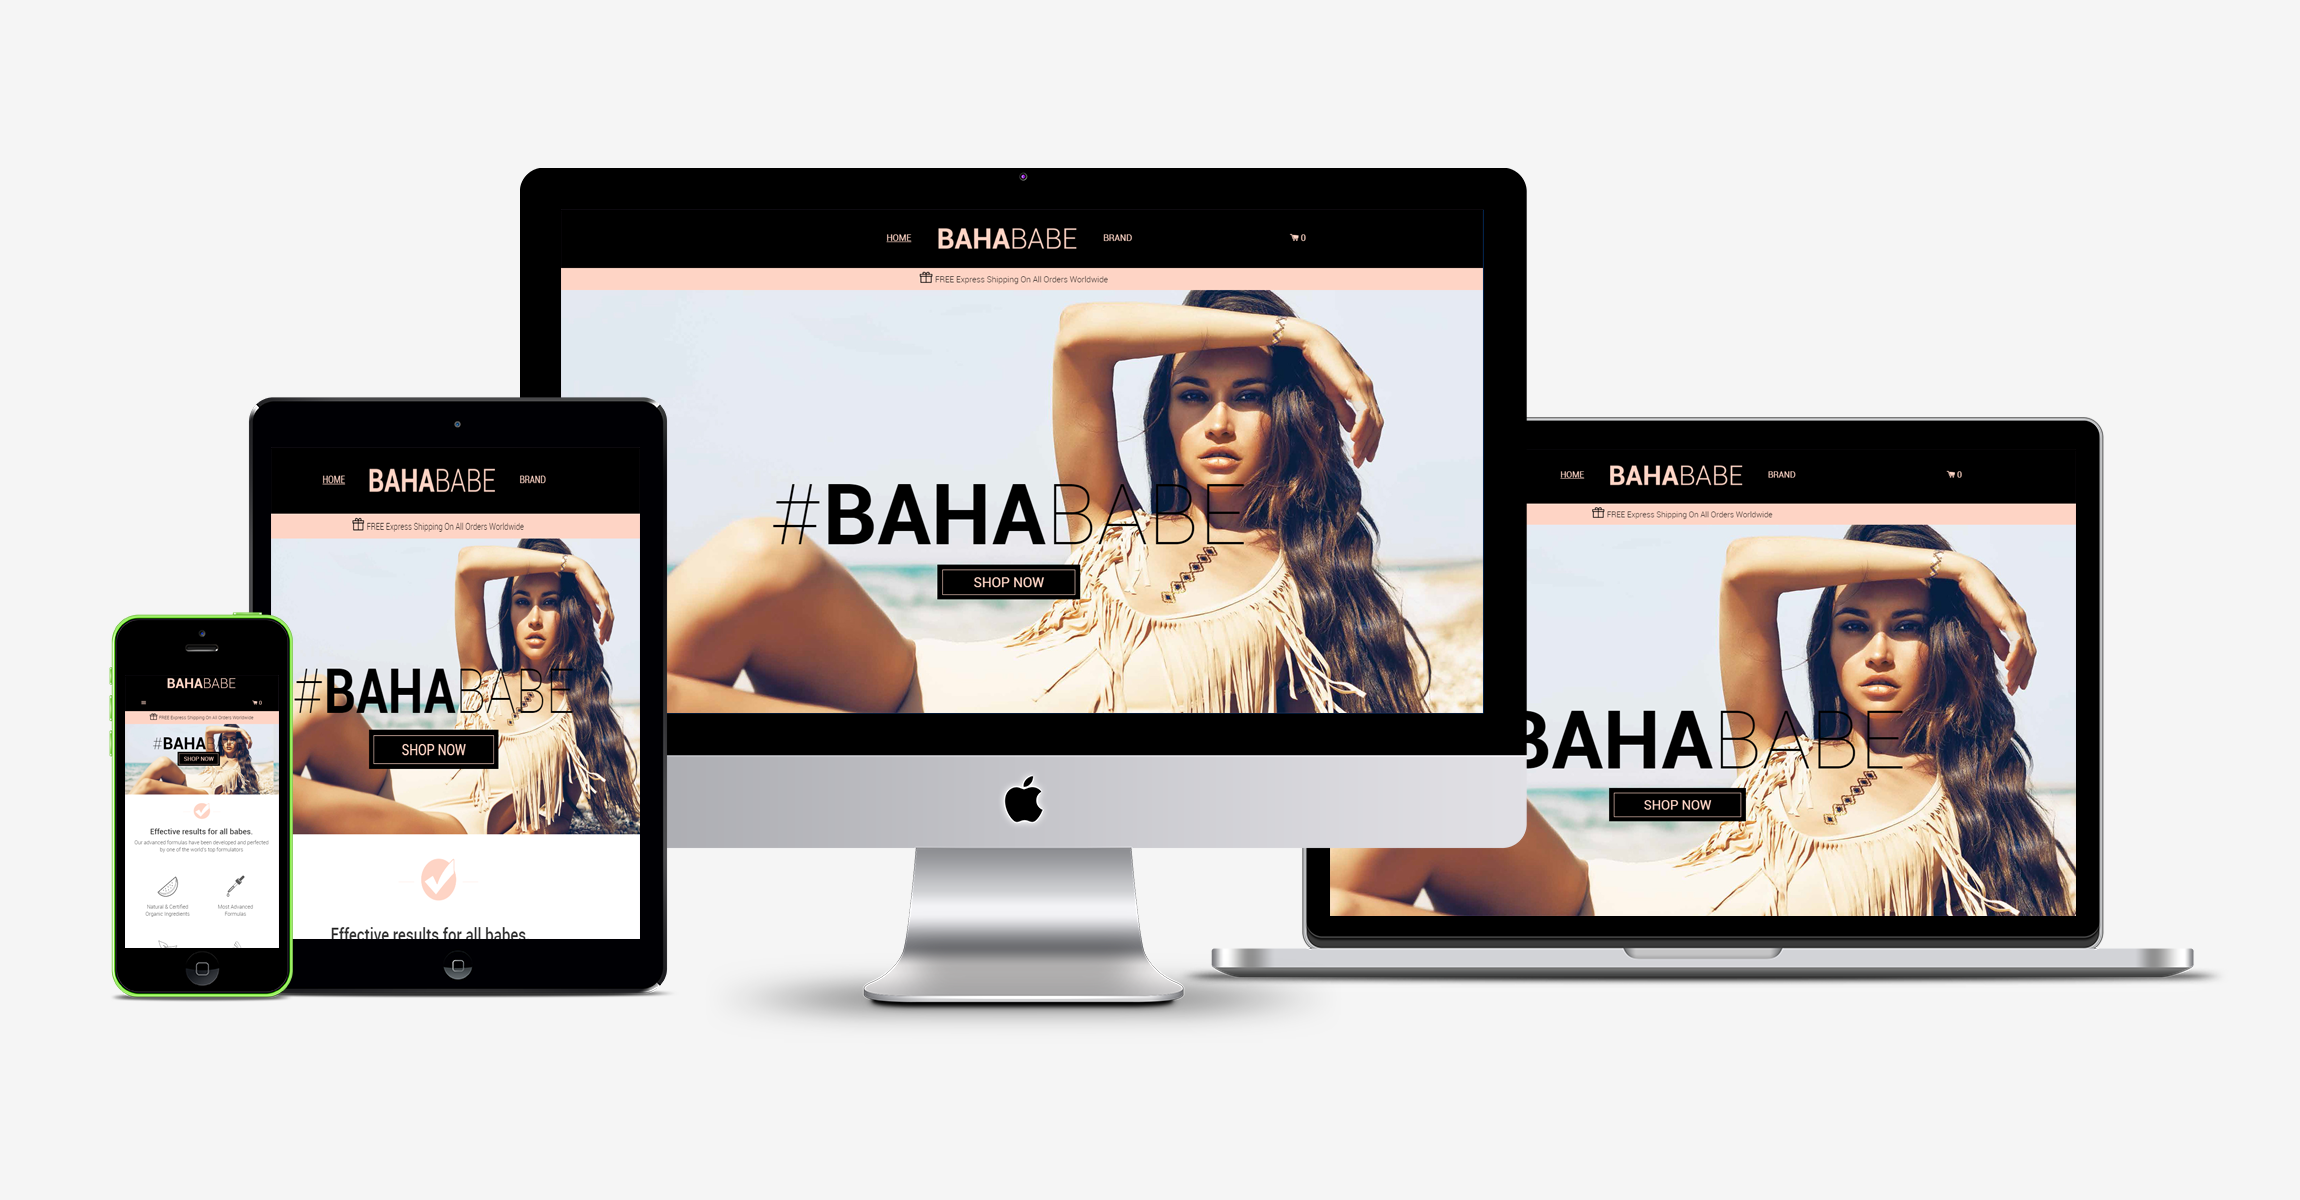 HOME BAHABABE BRAND 0
FREE Express Shipping On All Orders Worldwide
#BAHABABE
SHOP NOW
HOME BAHABABE BRAND
FREE Express Shipping On All Orders Worldwide
#BAHABABE
SHOP NOW
Effective results for all babes
BAHABABE
0
FREE Express Shipping On All Orders Worldwide
#BAHAB
SHOP NOW
Effective results for all babes.
Our advanced formulas have been developed and perfected
by one of the world's top formulators
Natural & Certified
Organic Ingredients
Most Advanced
Formulas
HOME BAHABABE BRAND 0
FREE Express Shipping On All Orders Worldwide
BAHABABE
SHOP NOW